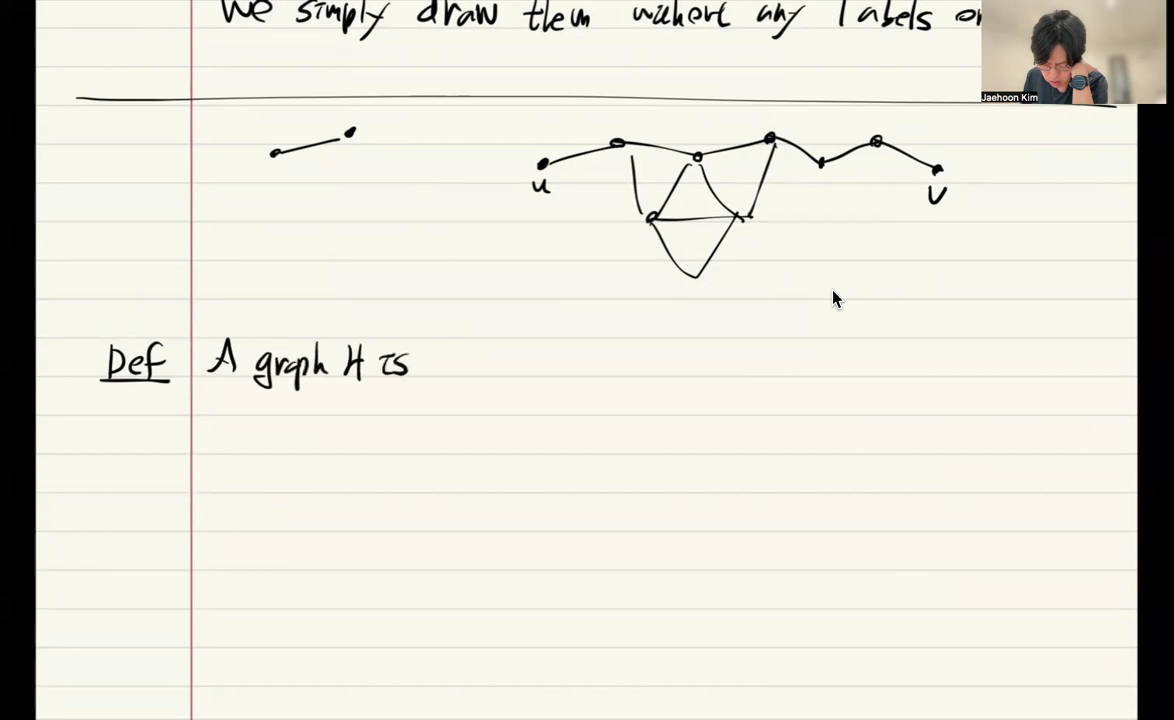 We simply draw them without any labels on
Jaehoon Kim
u
v
Def A graph H is